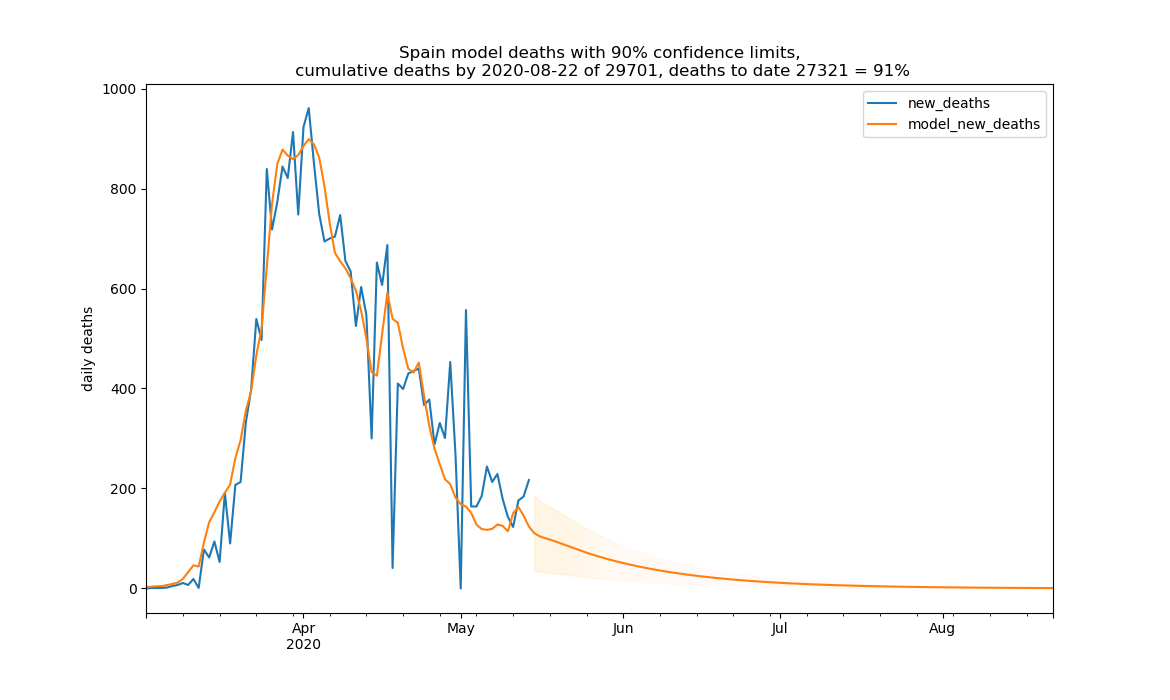 Spain model deaths with 90% confidence limits,
cumulative deaths by 2020-08-22 of 29701, deaths to date 27321 = 91%
new_deaths
model_new_deaths
daily deaths
1000
800
600
400
200
0
Apr
2020
May
Jun
Jul
Aug